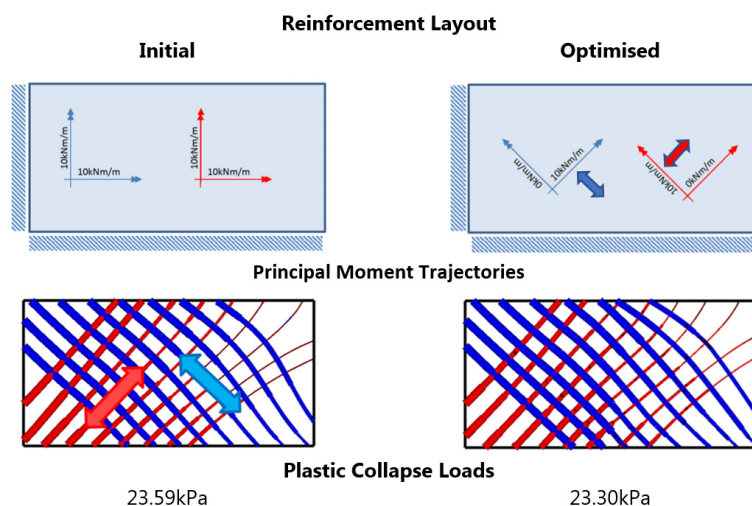 Reinforcement Layout
Initial
Optimised
10kNm/m
10kNm/m
10kNm/m
10kNm/m
0kNm/m
10kNm/m
10kNm/m
0kNm/m
Principal Moment Trajectories
Plastic Collapse Loads
23.59kPa
23.30kPa